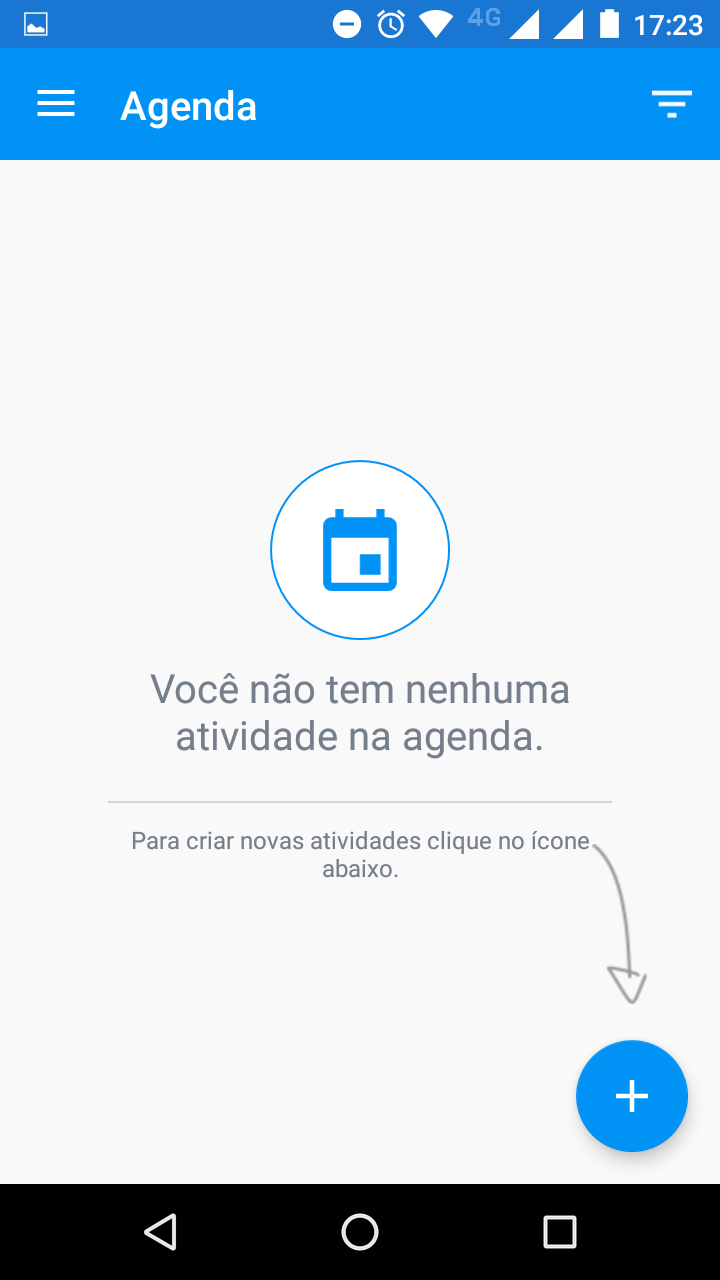 4G 17:23
Agenda
Você não tem nenhuma
atividade na agenda.
Para criar novas atividades clique no ícone
abaixo.